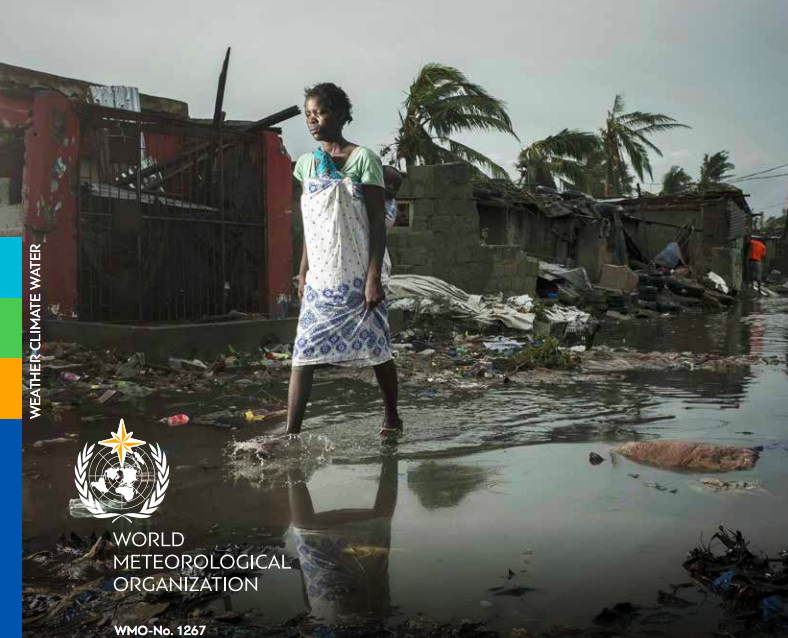 WEATHER CLIMATE WATER
WORLD
METEOROLOGICAL
ORGANIZATION
WMO-No. 1267